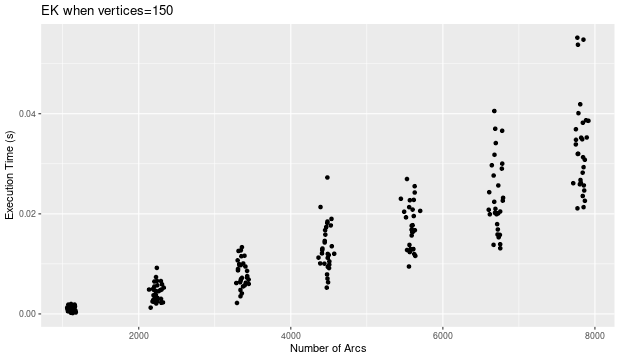 EK when vertices=150
Execution Time (s)
0.04
0.02
0.00
2000 4000 6000 8000
Number of Arcs